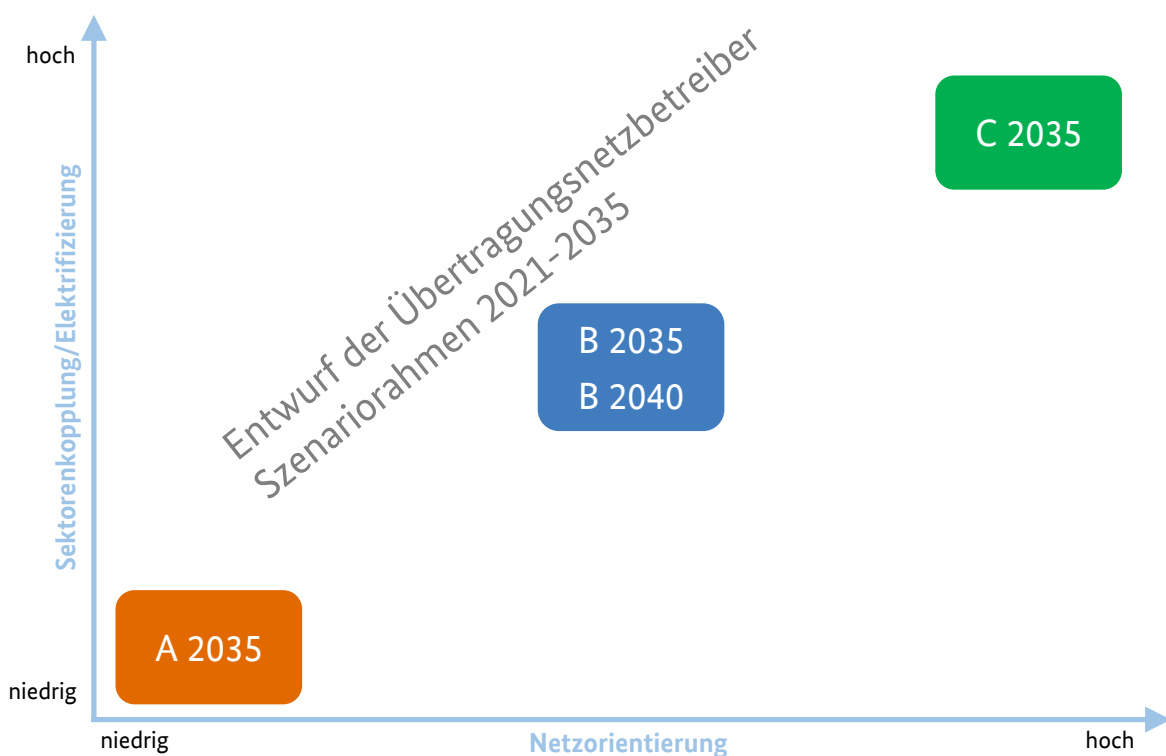 hoch
Sektorenkopplung/Elektrifizierung
Entwurf der Übertragungsnetzbetreiber
Szenariorahmen 2021-2035
C 2035
B 2035
B 2040
A 2035
niedrig
niedrig
Netzorientierung
hoch